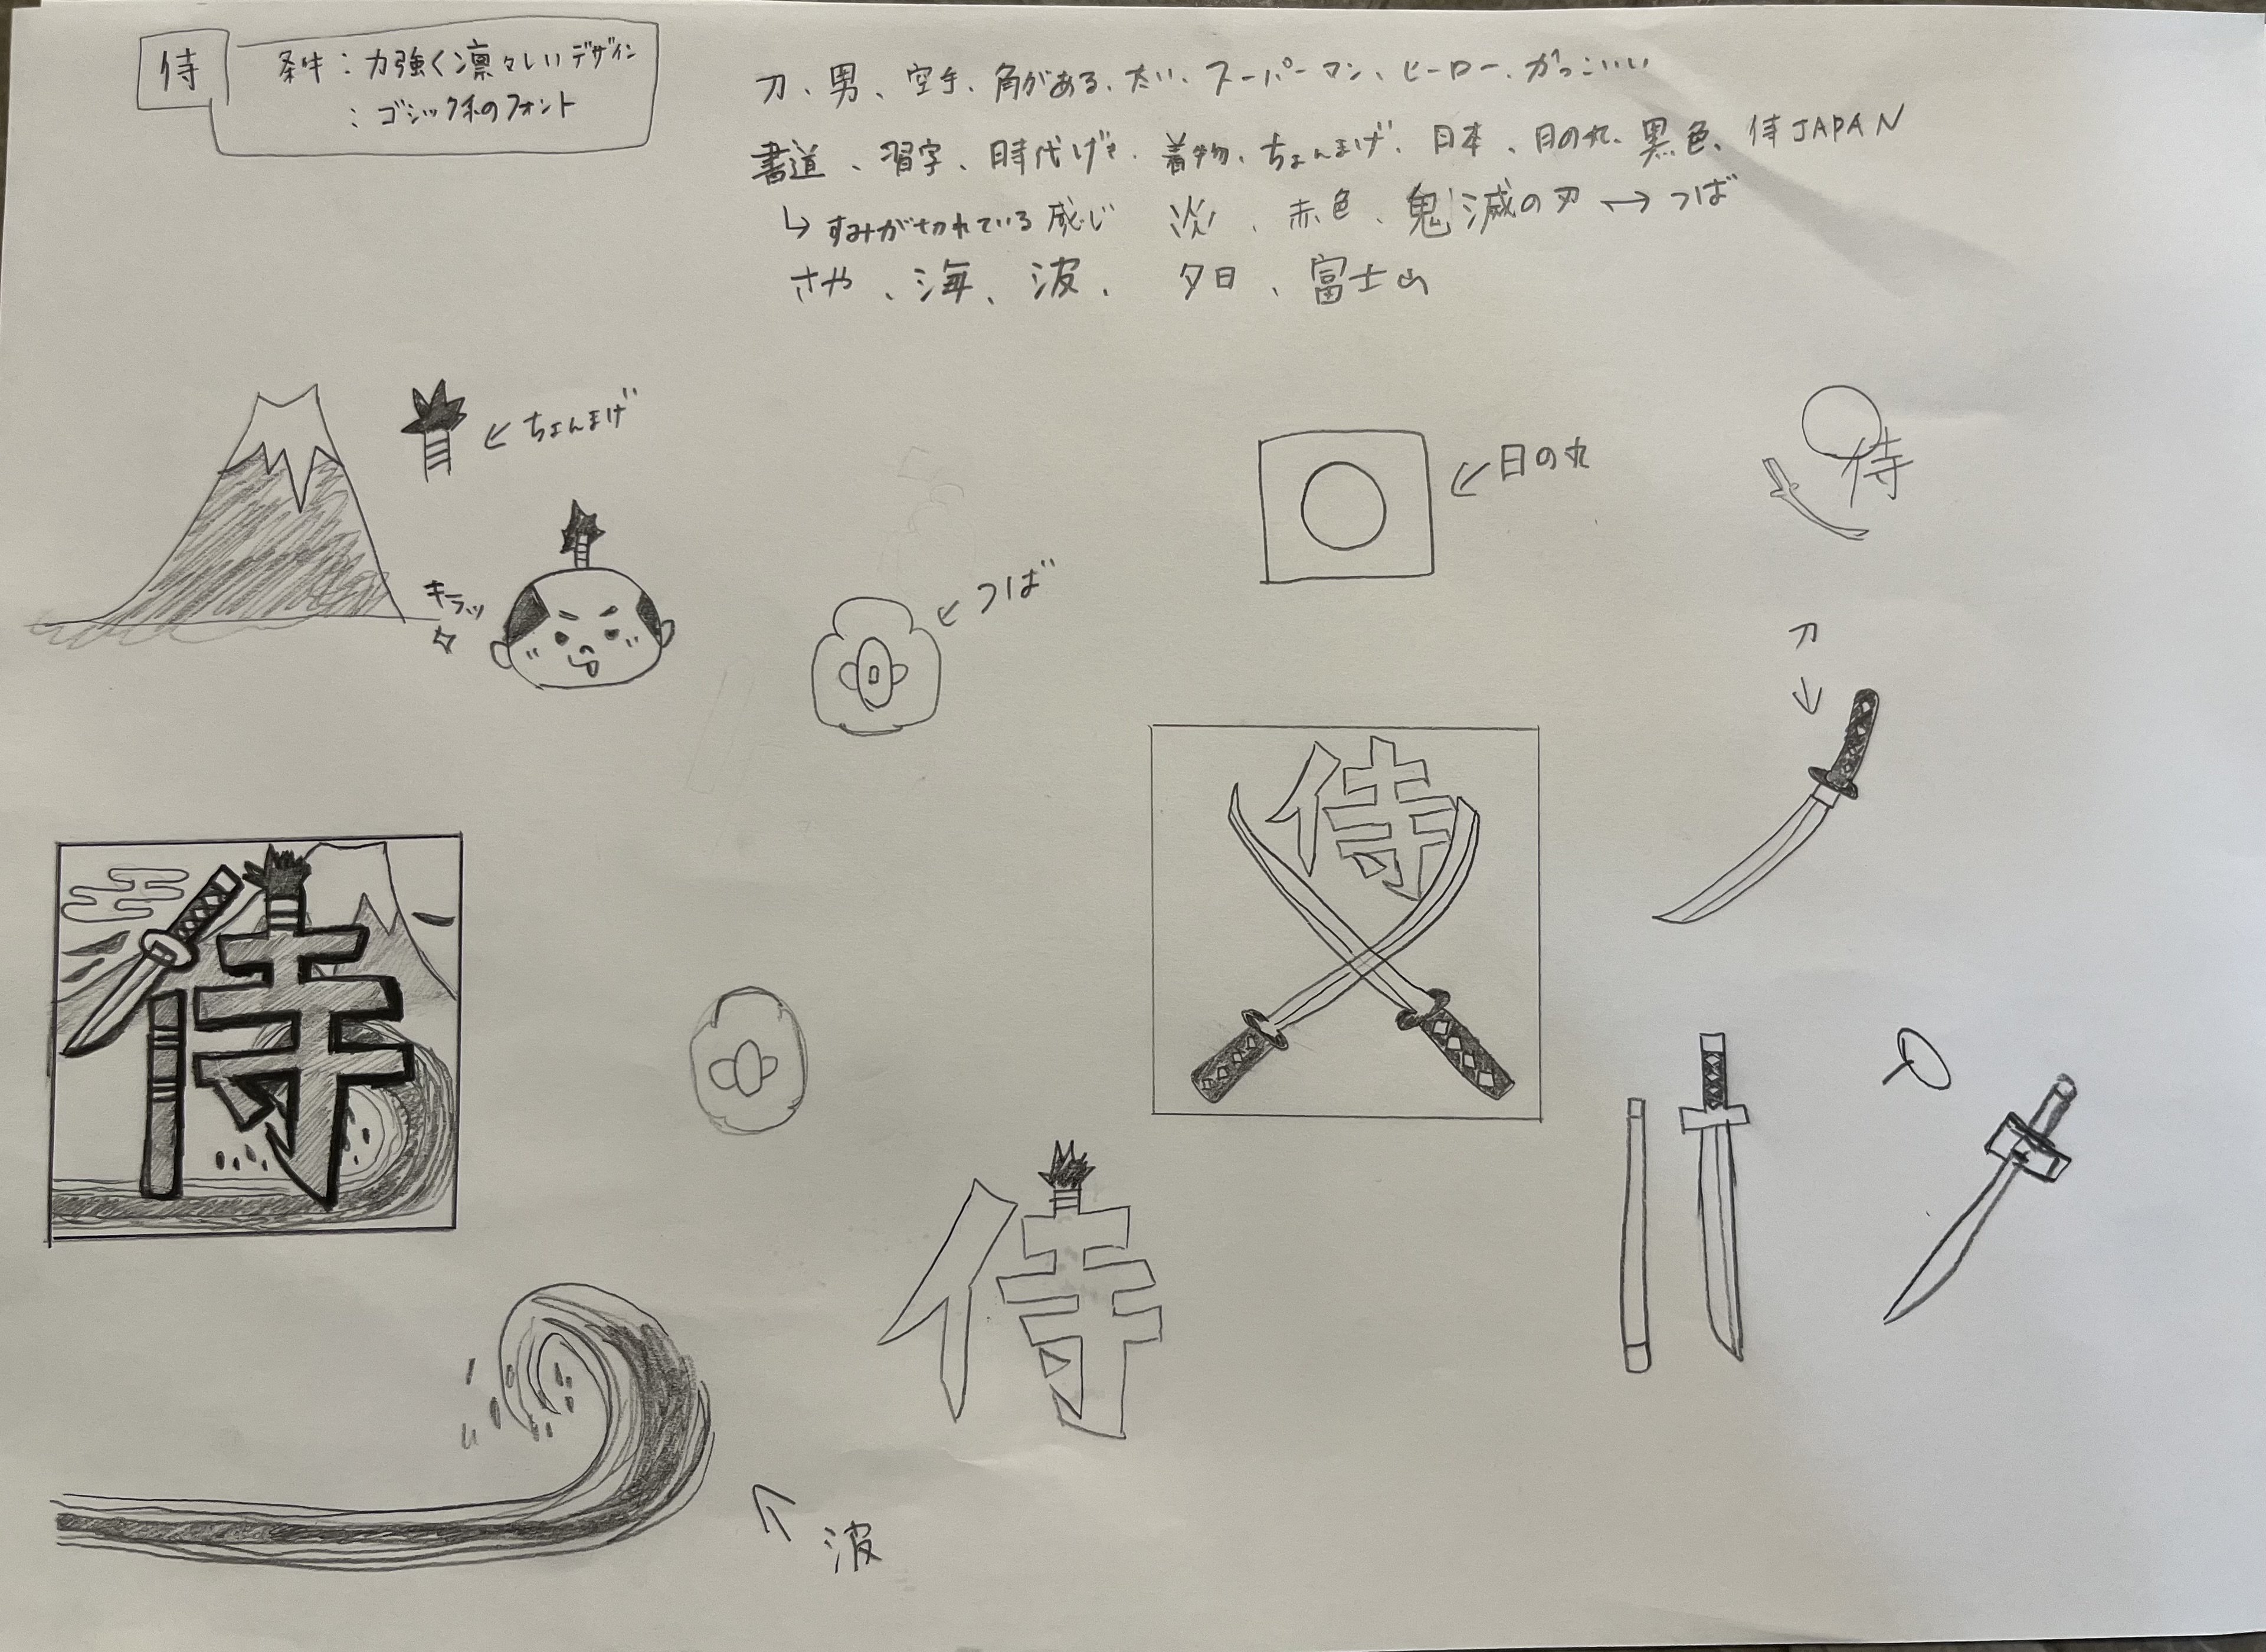 侍
条件：力強く凛々しいデザイン
：ゴシック系のフォント
刀、男、空手、角がある、太い、スーパーマン、ヒーロー、かっこいい
書道、習字、時代げき、着物、ちょんまげ、日本、日の丸、黒色、侍JAPAN
↳すみが切れている感じ 炎、赤色、鬼滅の刃↔つば
さや、海、波、夕日、富士山
←ちょんまげ
←日の丸
侍
キラッ
←つば
刀
↓
侍
侍
侍
波